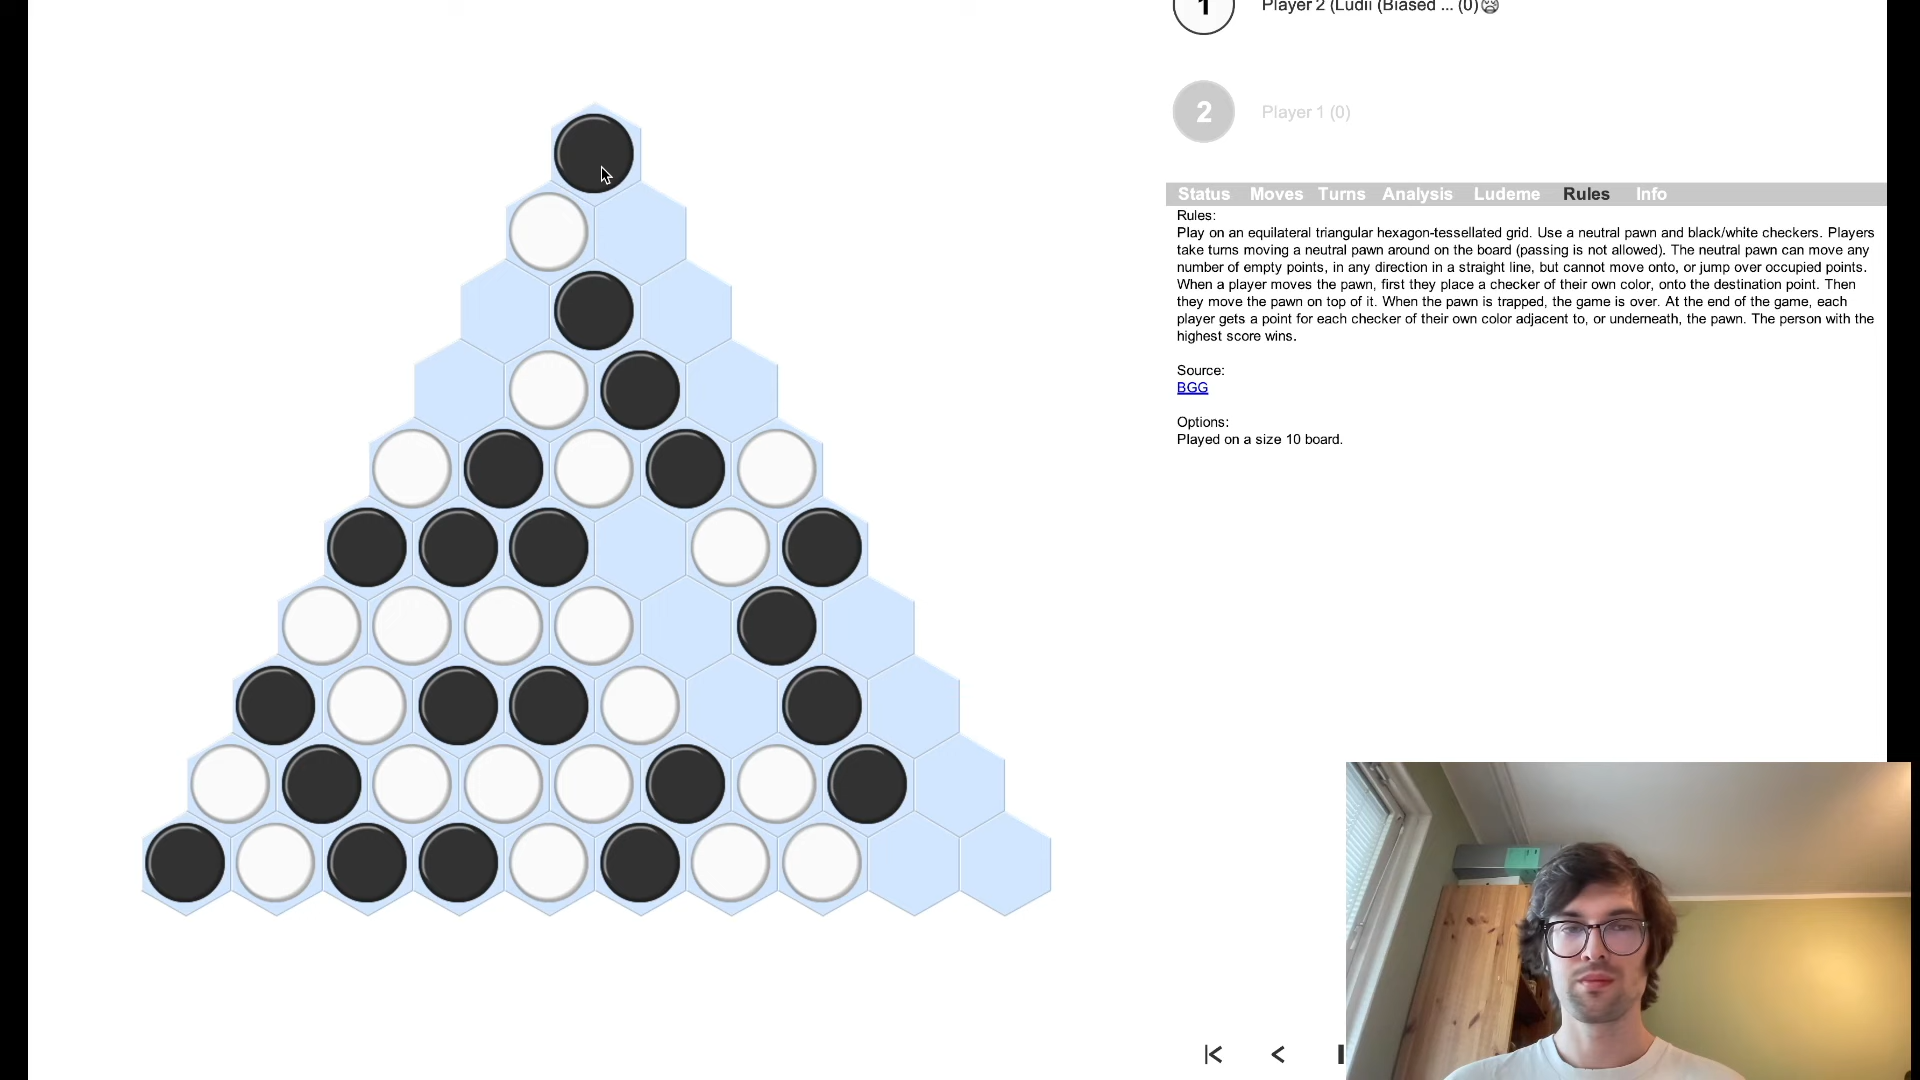 1 Player 2 (Ludii (Biased ... (0)
2 Player 1 (0)
Status Moves Turns Analysis Ludeme Rules Info
Rules:
Play on an equilateral triangular hexagon-tessellated grid. Use a neutral pawn and black/white checkers. Players
take turns moving a neutral pawn around on the board (passing is not allowed). The neutral pawn can move any
number of empty points, in any direction in a straight line, but cannot move onto, or jump over occupied points.
When a player moves the pawn, first they place a checker of their own color, onto the destination point. Then
they move the pawn on top of it. When the pawn is trapped, the game is over. At the end of the game, each
player gets a point for each checker of their own color adjacent to, or underneath, the pawn. The person with the
highest score wins.
Source:
BGG
Options:
Played on a size 10 board.